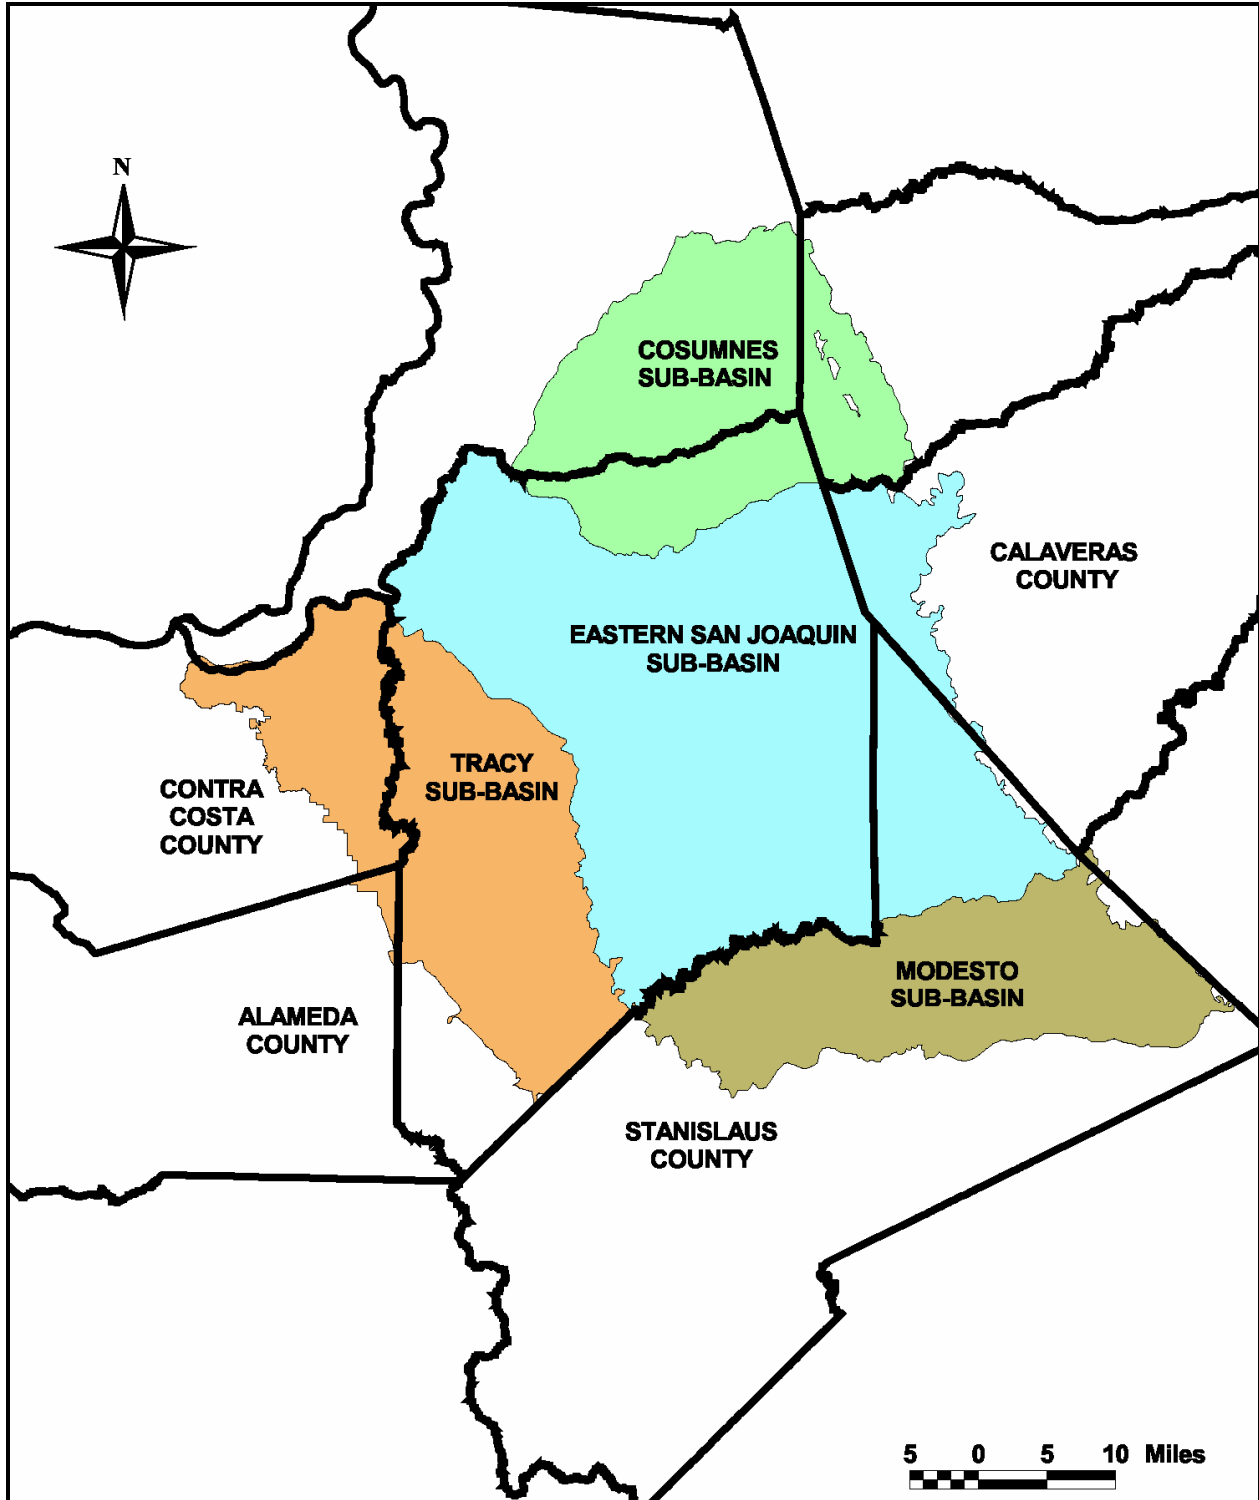 N
COSUMNES
SUB-BASIN
CALAVERAS
COUNTY
EASTERN SAN JOAQUIN
SUB-BASIN
TRACY
SUB-BASIN
CONTRA
COSTA
COUNTY
MODESTO
SUB-BASIN
ALAMEDA
COUNTY
STANISLAUS
COUNTY
5 0 5 10 Miles